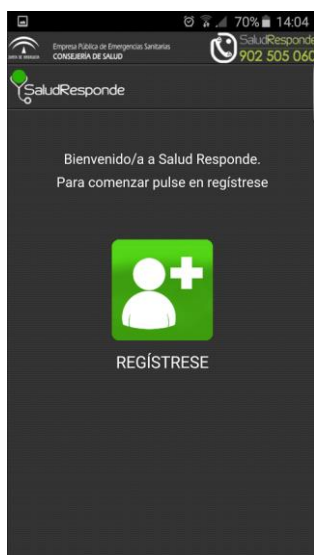 70% 14:04
Empresa Pública de Emergencias Sanitarias
CONSEJERÍA DE SALUD
SaludResponde
902 505 060
SaludResponde
Bienvenido/a a Salud Responde.
Para comenzar pulse en regístrese
REGÍSTRESE